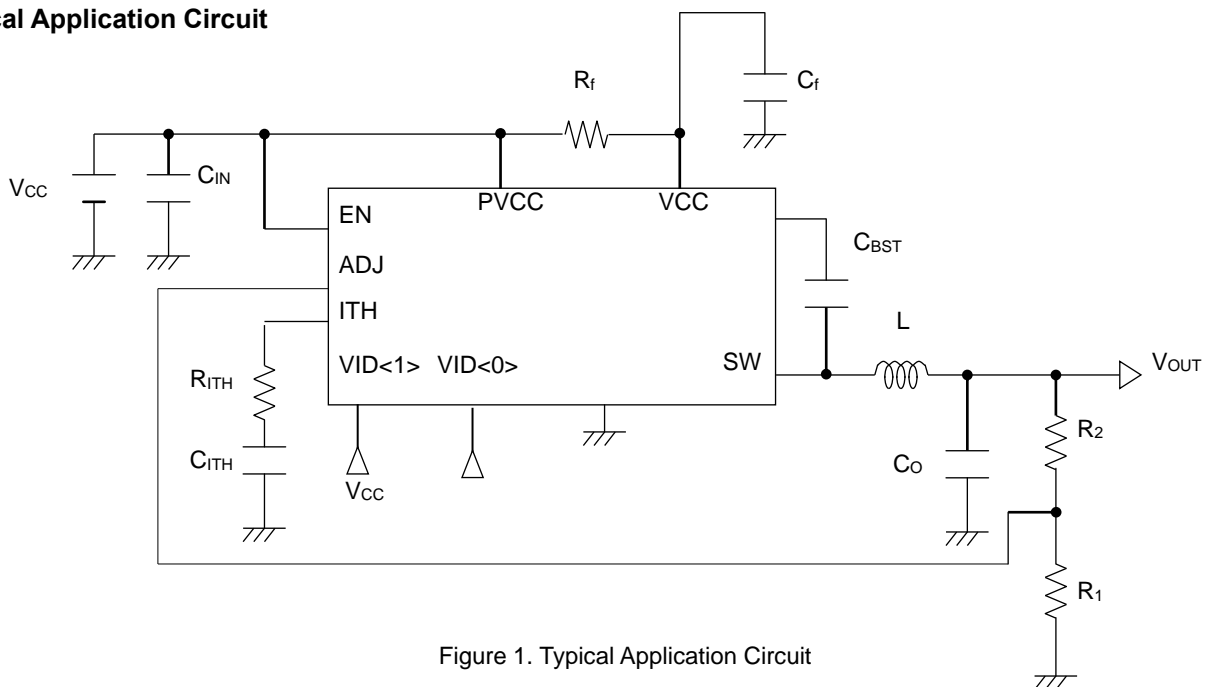 cal Application Circuit
Rf
Cf
VCC
CIN
PVCC
VCC
EN
ADJ
ITH
VID<1> VID<0>
SW
CBST
L
VOUT
RITH
CITH
VCC
CO
R2
R1
Figure 1. Typical Application Circuit